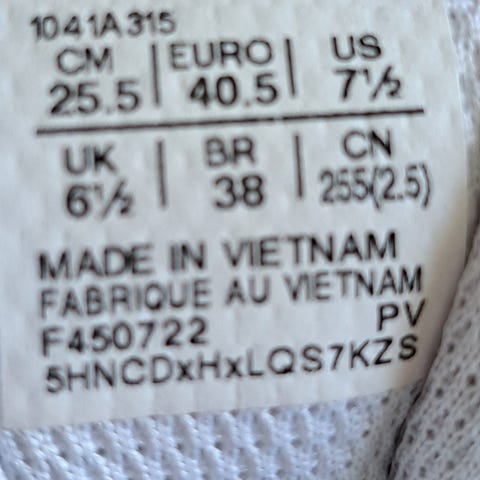 1041A315
CM | EURO | US
25.5 | 40.5 | 7½
UK | BR | CN
6½ | 38 | 255(2.5)
MADE IN VIETNAM
FABRIQUE AU VIETNAM
F450722 PV
5HNCDxHxLQS7KZS